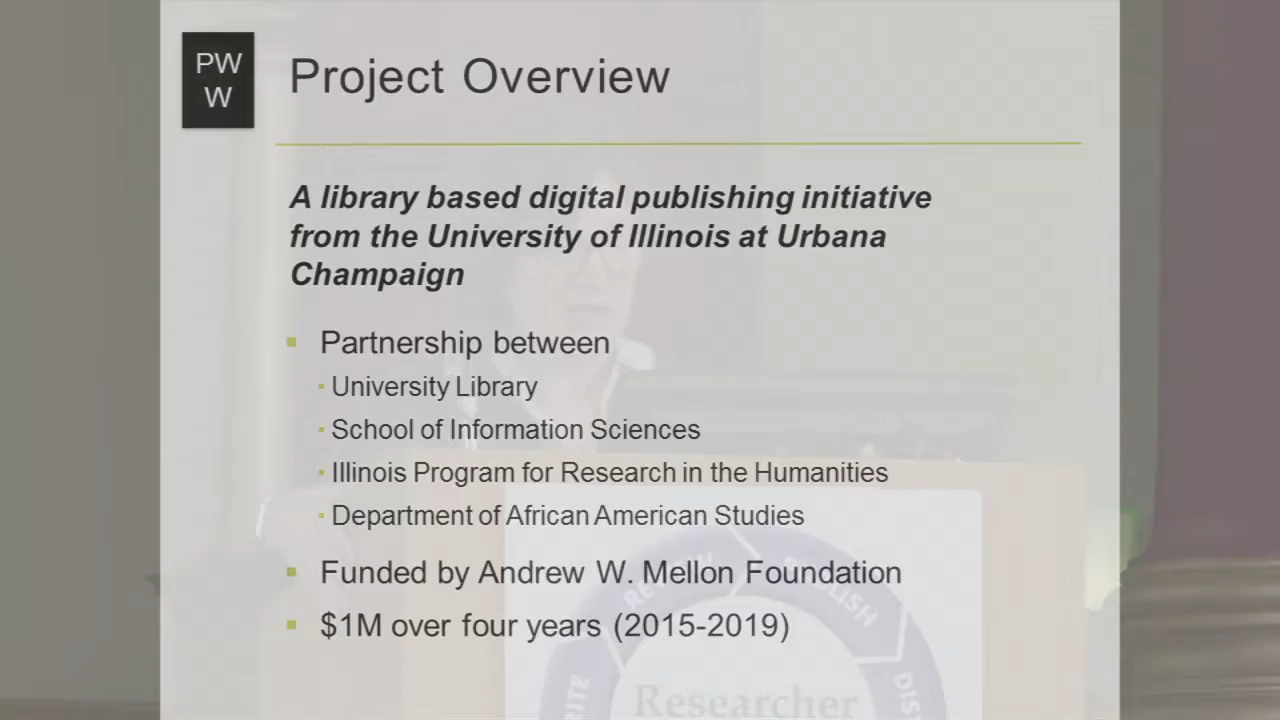 PW
W
Project Overview
A library based digital publishing initiative
from the University of Illinois at Urbana
Champaign
Partnership between
University Library
School of Information Sciences
Illinois Program for Research in the Humanities
Department of African American Studies
Funded by Andrew W. Mellon Foundation
$1M over four years (2015-2019)
PUBLISH
Researcher